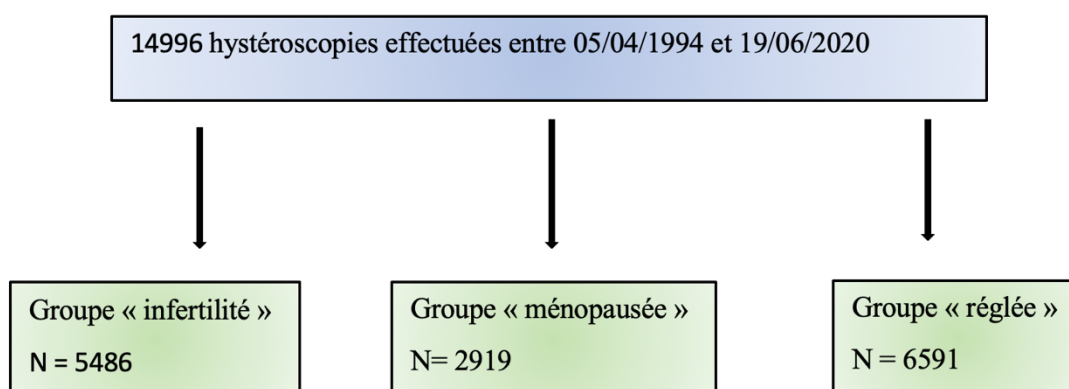 14996 hystéroscopies effectuées entre 05/04/1994 et 19/06/2020
Groupe « infertilité »
N = 5486
Groupe « ménopausée »
N= 2919
Groupe « réglée »
N = 6591